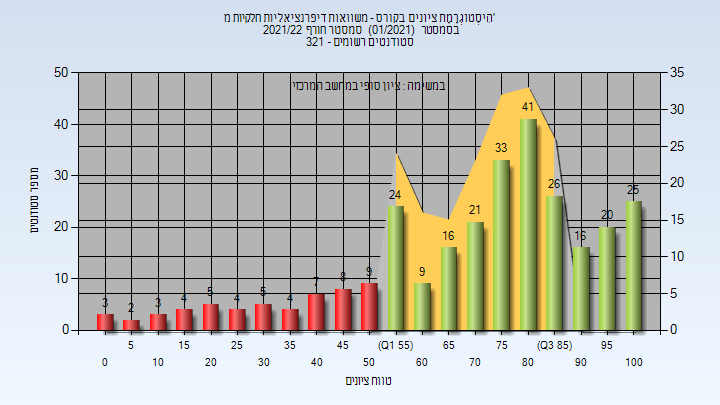 היסטוגרמת ציונים בקורס - משוואות דיפרנציאליות חלקיות מ'
בסמסטר (01/2021) סמסטר חורף 2021/22
סטודנטים רשומים - 321
במשימה : ציון סופי במחשב המרכזי
מספר סטודנטים
50
40
30
20
10
0
35
30
25
20
15
10
5
0
3 2 3 4 5 4 5 4 7 8 9 24 9 16 21 33 41 26 16 20 25
5 15 25 35 45 (Q1 55) 65 75 (Q3 85) 95
0 10 20 30 40 50 60 70 80 90 100
טווח ציונים